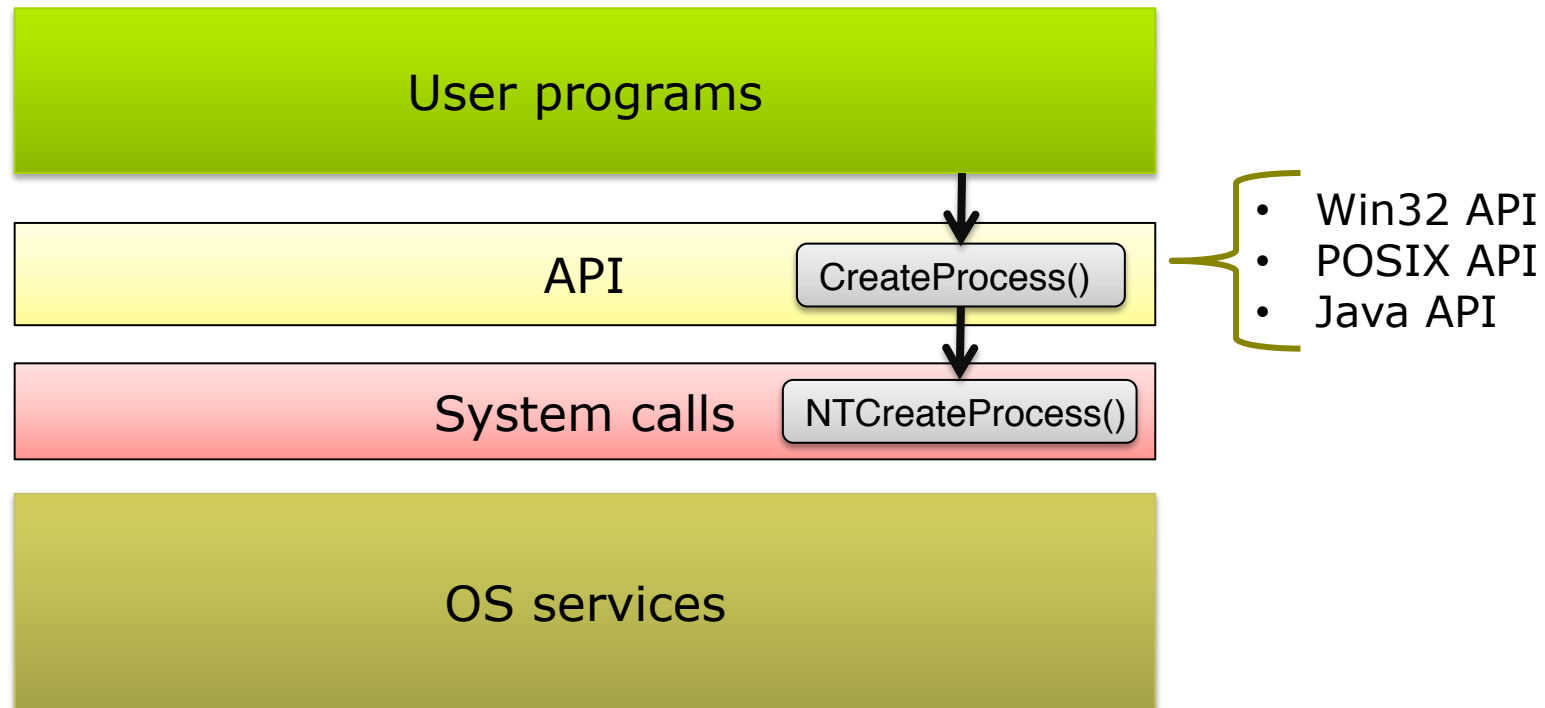 User programs
API
CreateProcess()
• Win32 API
• POSIX API
• Java API
System calls
NTCreateProcess()
OS services